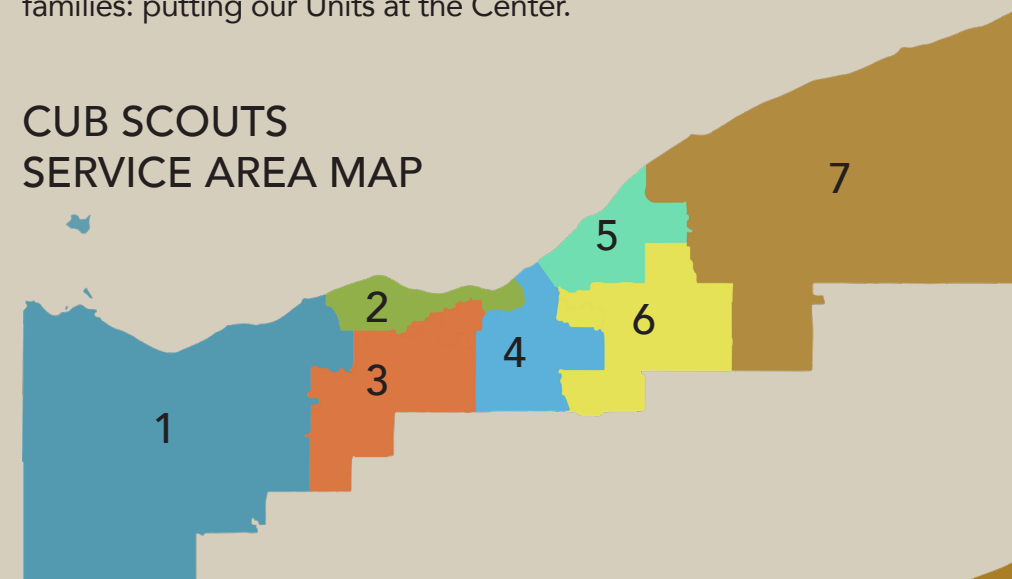 families: putting our Units at the Center.
CUB SCOUTS
SERVICE AREA MAP
7
5
2
6
4
3
1